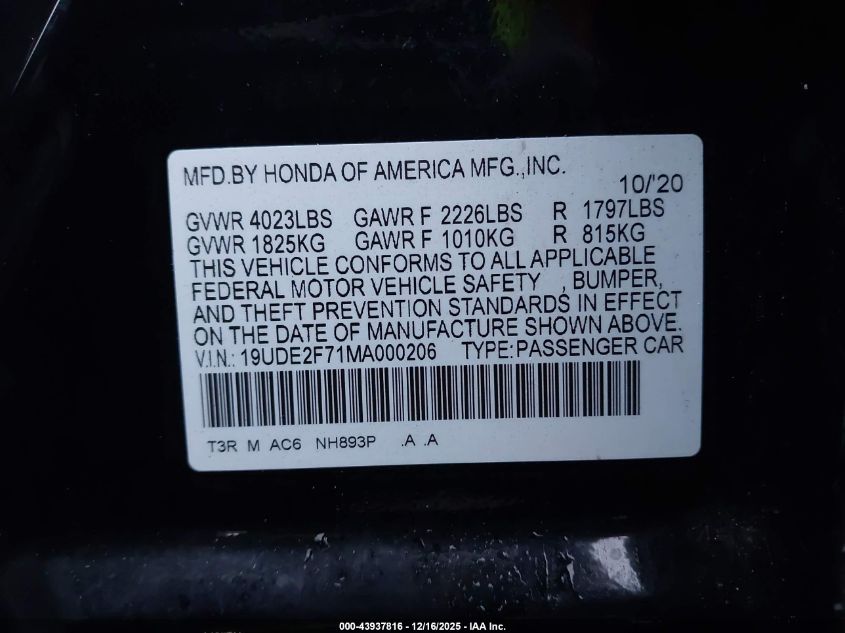 MFD.BY HONDA OF AMERICA MFG.,INC.
10/'20
GVWR 4023LBS GAWR F 2226LBS R 1797LBS
GVWR 1825KG GAWR F 1010KG R 815KG
THIS VEHICLE CONFORMS TO ALL APPLICABLE
FEDERAL MOTOR VEHICLE SAFETY , BUMPER,
AND THEFT PREVENTION STANDARDS IN EFFECT
ON THE DATE OF MANUFACTURE SHOWN ABOVE.
V.I.N.: 19UDE2F71MA000206 TYPE:PASSENGER CAR
T3R M AC6 NH893P .A .A
000-43937816 - 12/16/2025 - IAA Inc.